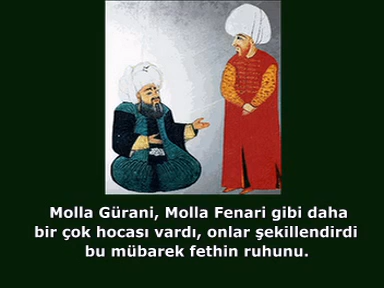 Molla Gürani, Molla Fenari gibi daha
bir çok hocası vardı, onlar şekillendirdi
bu mübarek fethin ruhunu.